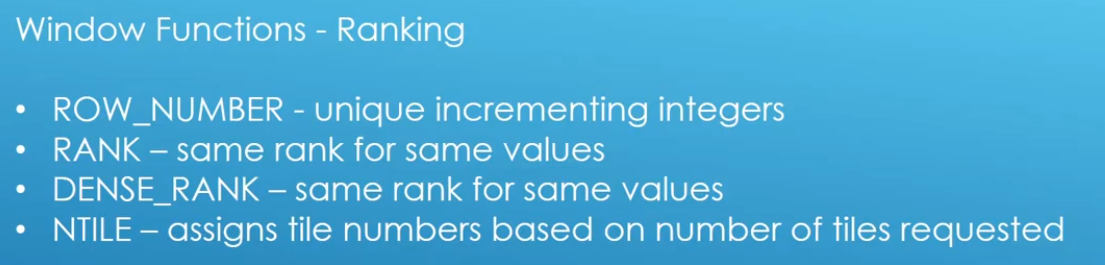 Window Functions - Ranking
• ROW_NUMBER - unique incrementing integers
• RANK – same rank for same values
• DENSE_RANK – same rank for same values
• NTILE – assigns tile numbers based on number of tiles requested